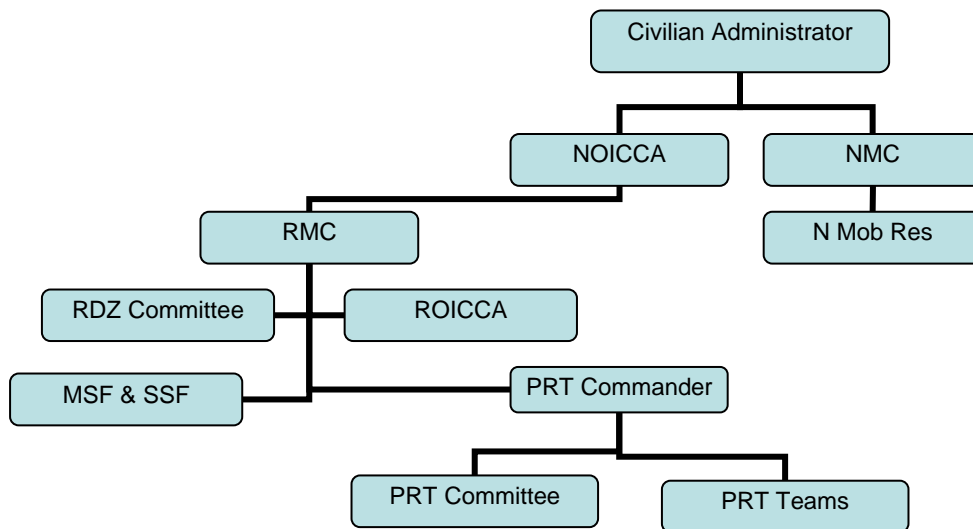 Civilian Administrator
NOICCA
NMC
RMC
N Mob Res
RDZ Committee
ROICCA
MSF & SSF
PRT Commander
PRT Committee
PRT Teams